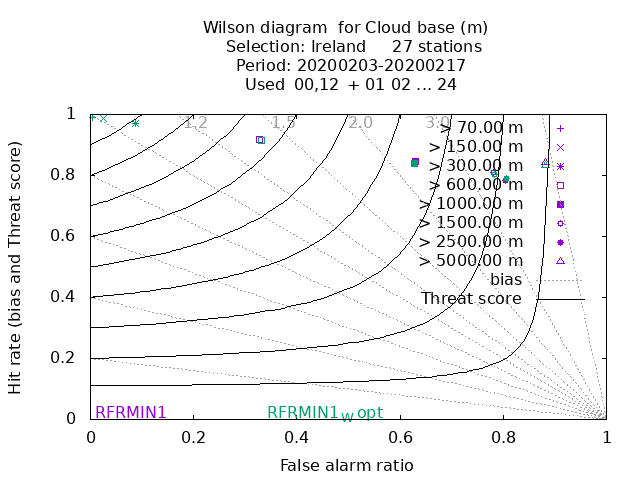 Wilson diagram for Cloud base (m)
Selection: Ireland 27 stations
Period: 20200203-20200217
Used 00,12 + 01 02 ... 24
Hit rate (bias and Threat score)
1
0.8
0.6
0.4
0.2
0
1.2 1.5 2.0 3.0
> 70.00 m
> 150.00 m
> 300.00 m
> 600.00 m
> 1000.00 m
> 1500.00 m
> 2500.00 m
> 5000.00 m
bias
Threat score
RFRMIN1 RFRMIN1w opt
0 0.2 0.4 0.6 0.8 1
False alarm ratio